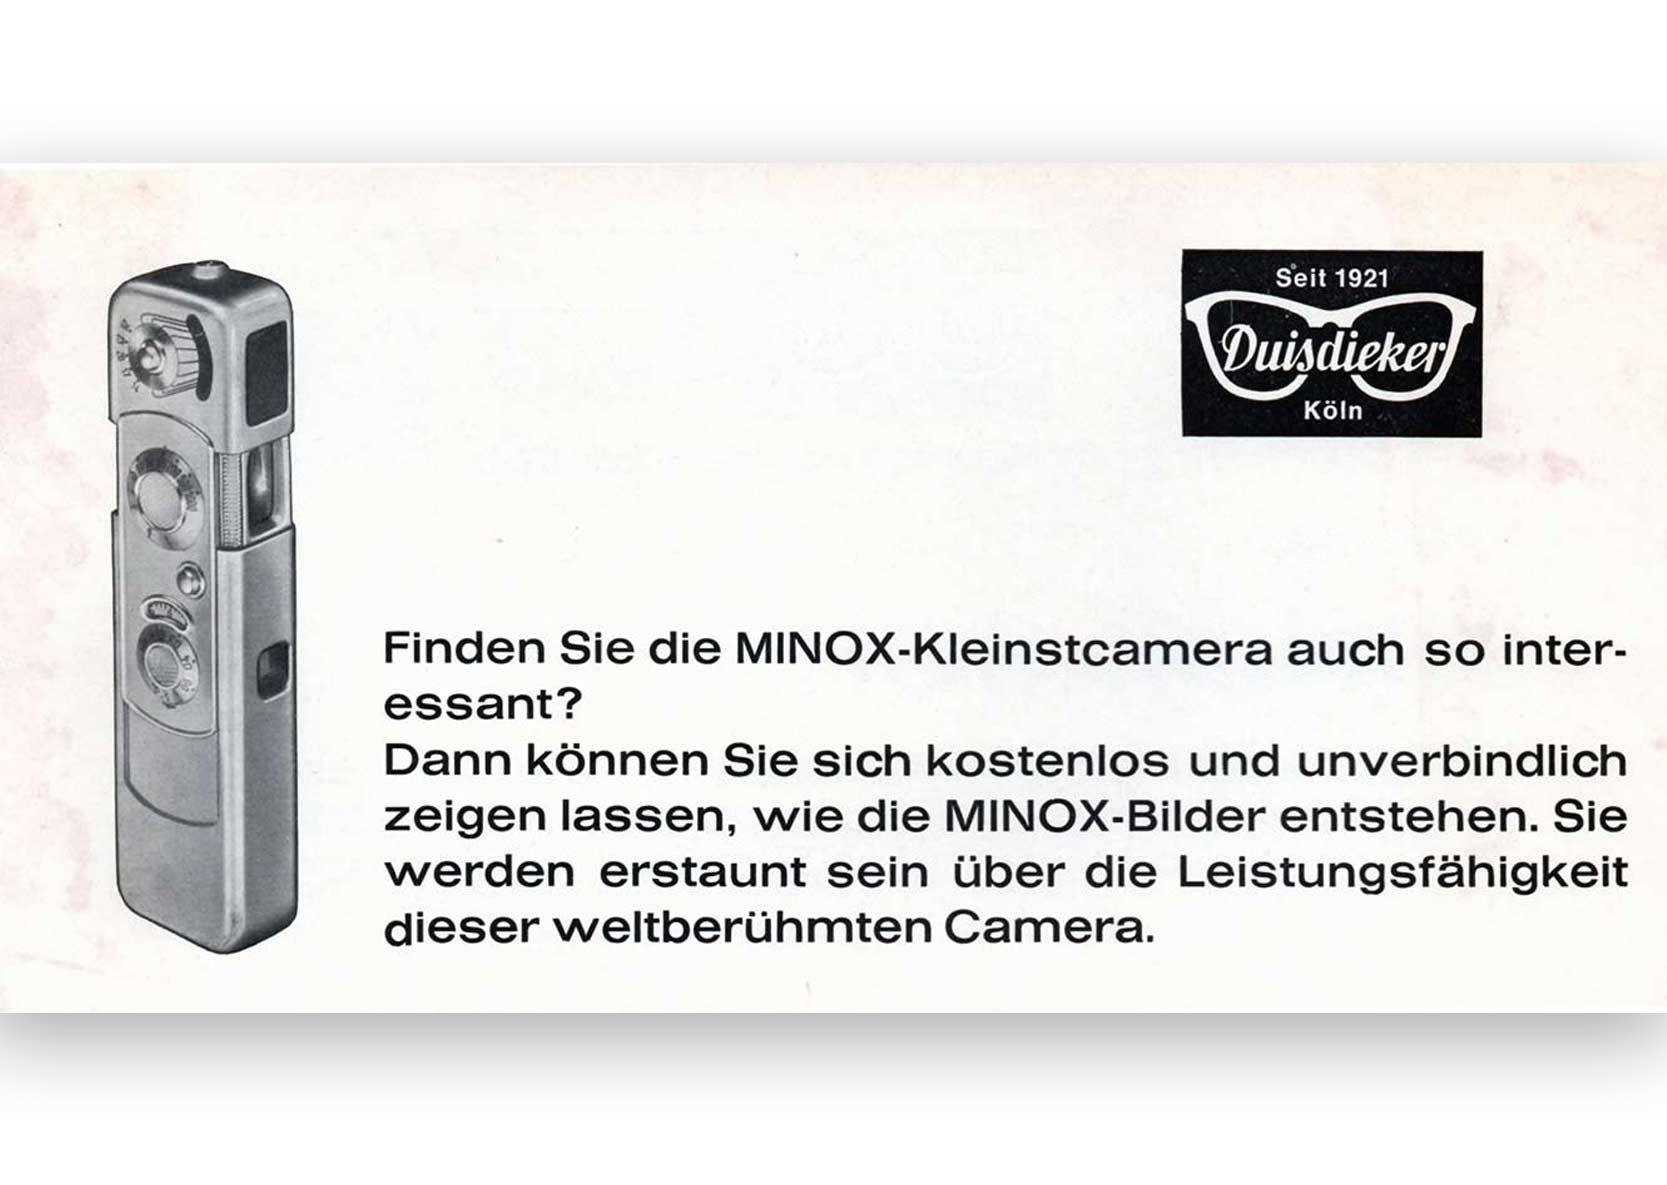 Seit 1921
Duisdieker
Köln
Finden Sie die MINOX-Kleinstcamera auch so inter-
essant?
Dann können Sie sich kostenlos und unverbindlich
zeigen lassen, wie die MINOX-Bilder entstehen. Sie
werden erstaunt sein über die Leistungsfähigkeit
dieser weltberühmten Camera.